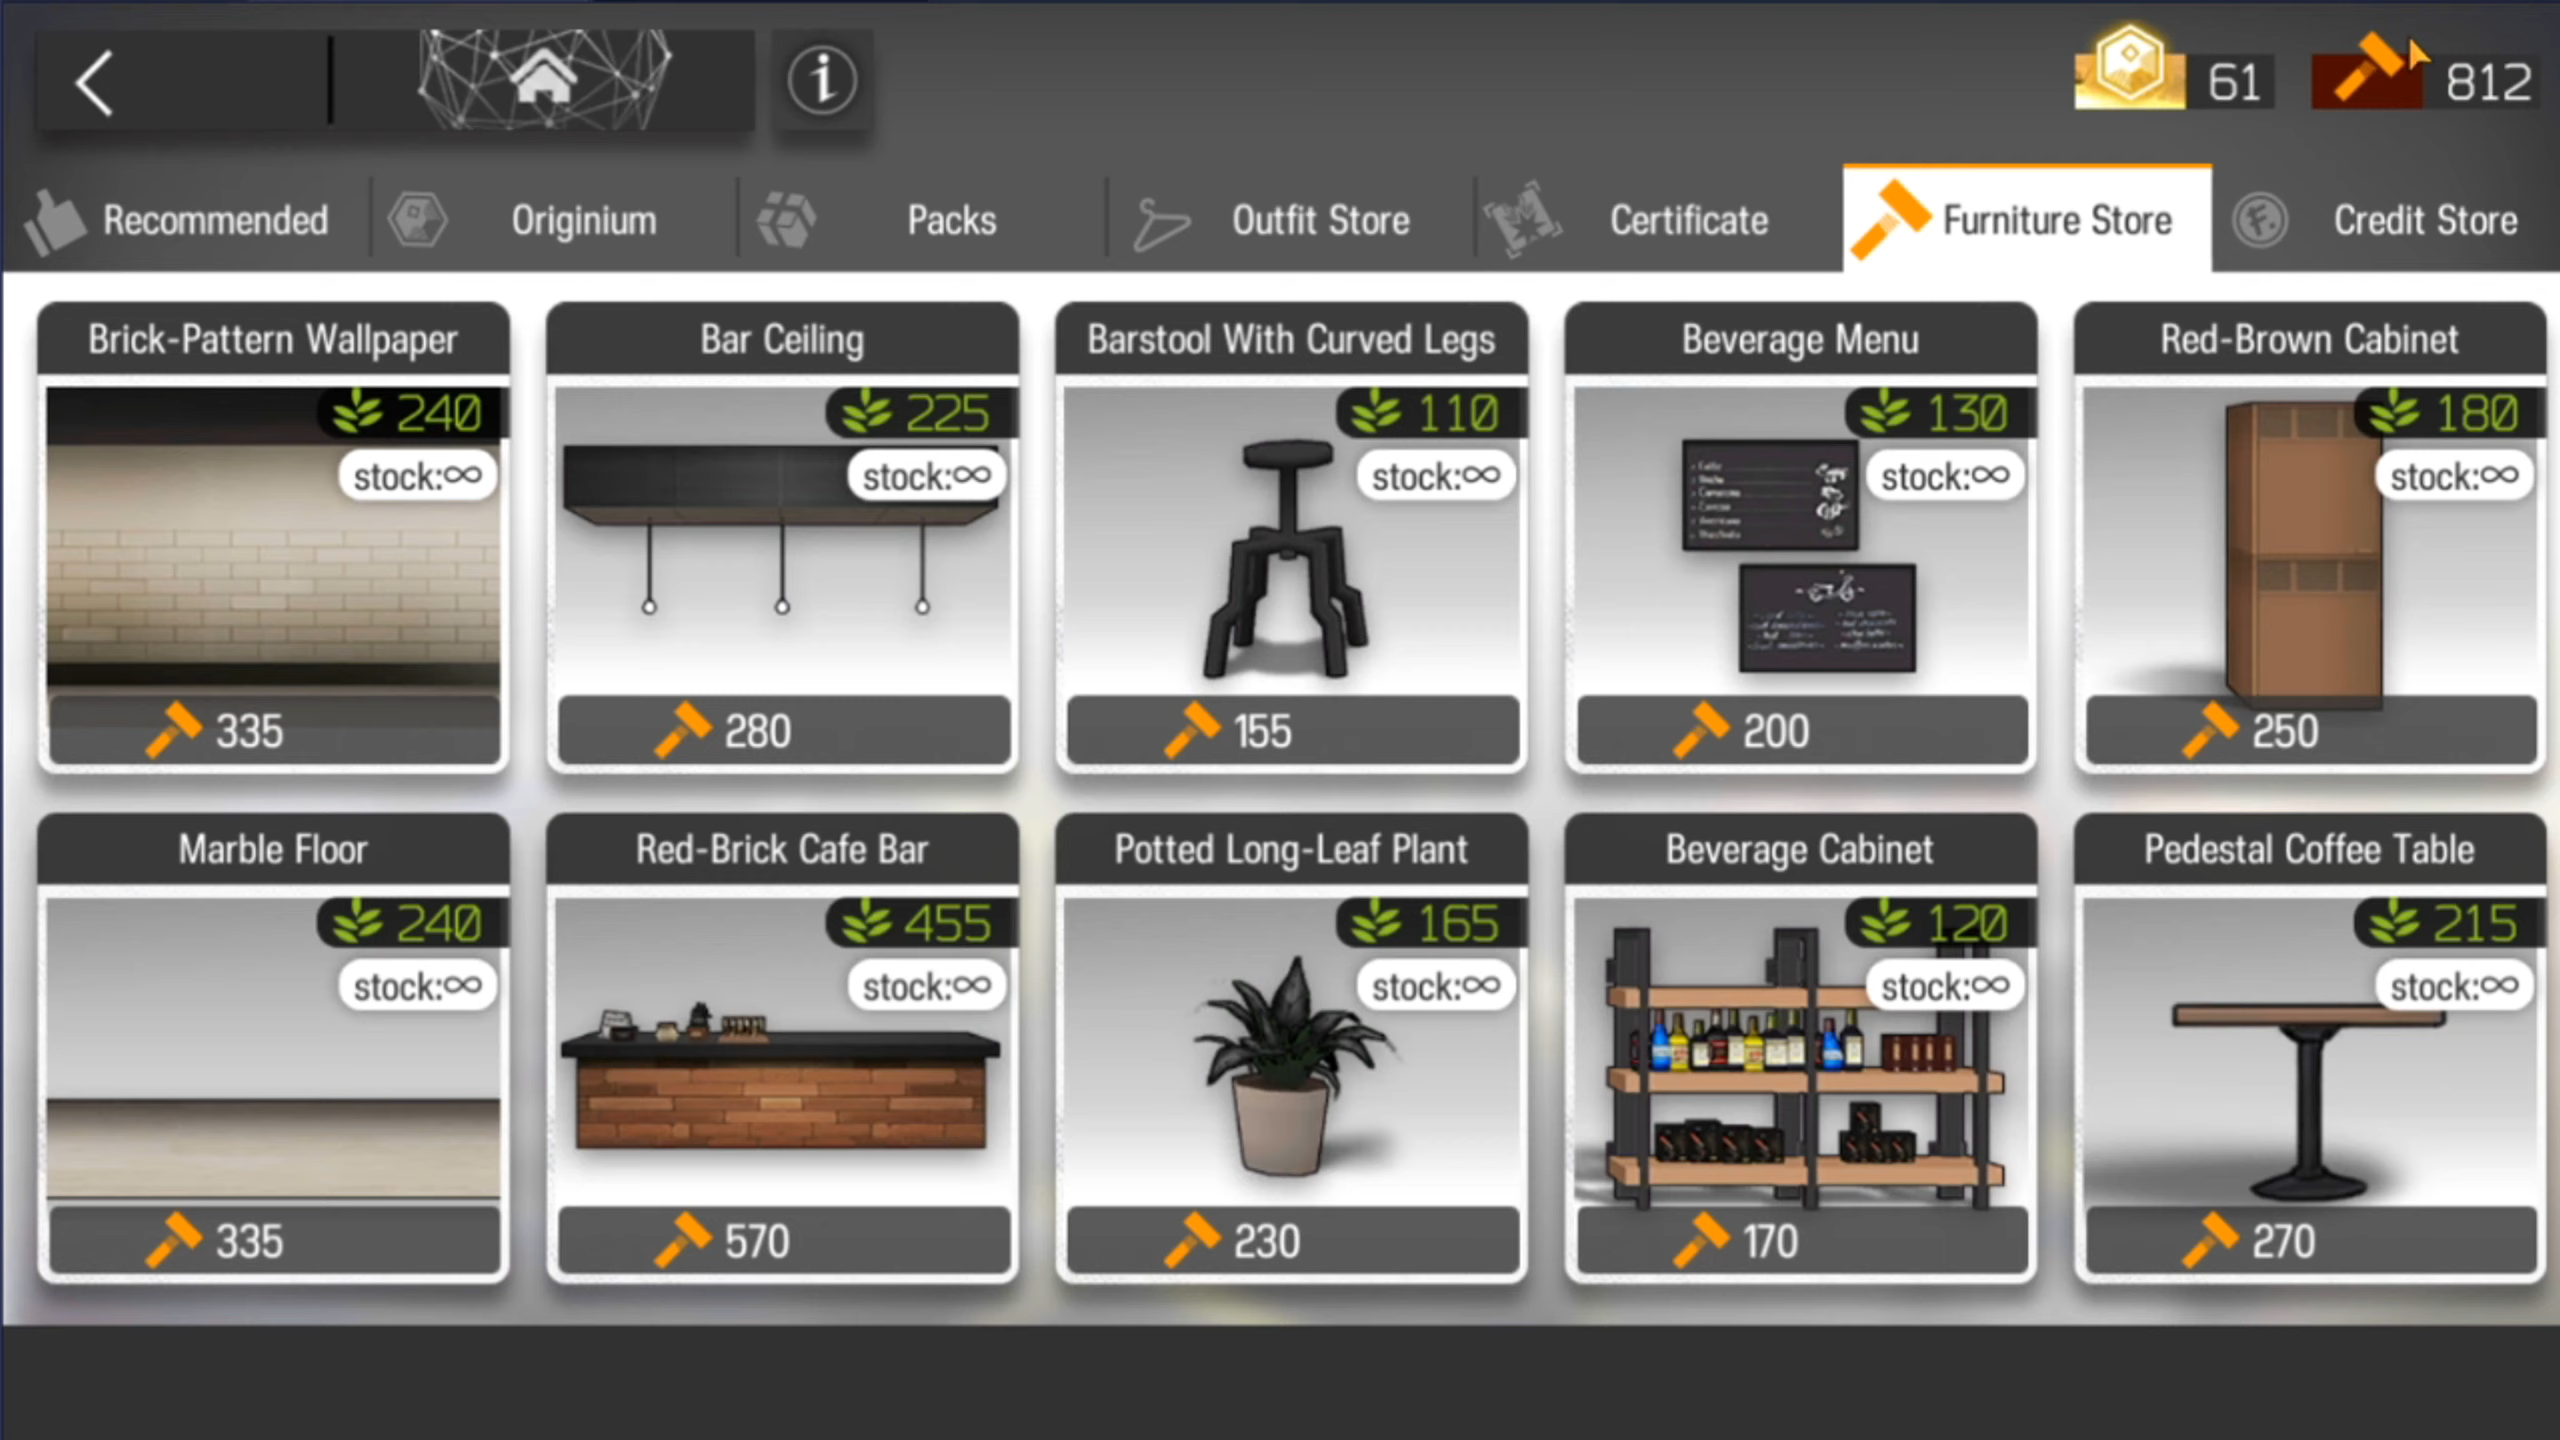 61 812
Recommended Originium Packs Outfit Store Certificate Furniture Store Credit Store
Brick-Pattern Wallpaper
240
stock:∞
335
Bar Ceiling
225
stock:∞
280
Barstool With Curved Legs
110
stock:∞
155
Beverage Menu
130
stock:∞
200
Red-Brown Cabinet
180
stock:∞
250
Marble Floor
240
stock:∞
335
Red-Brick Cafe Bar
455
stock:∞
570
Potted Long-Leaf Plant
165
stock:∞
230
Beverage Cabinet
120
stock:∞
170
Pedestal Coffee Table
215
stock:∞
270